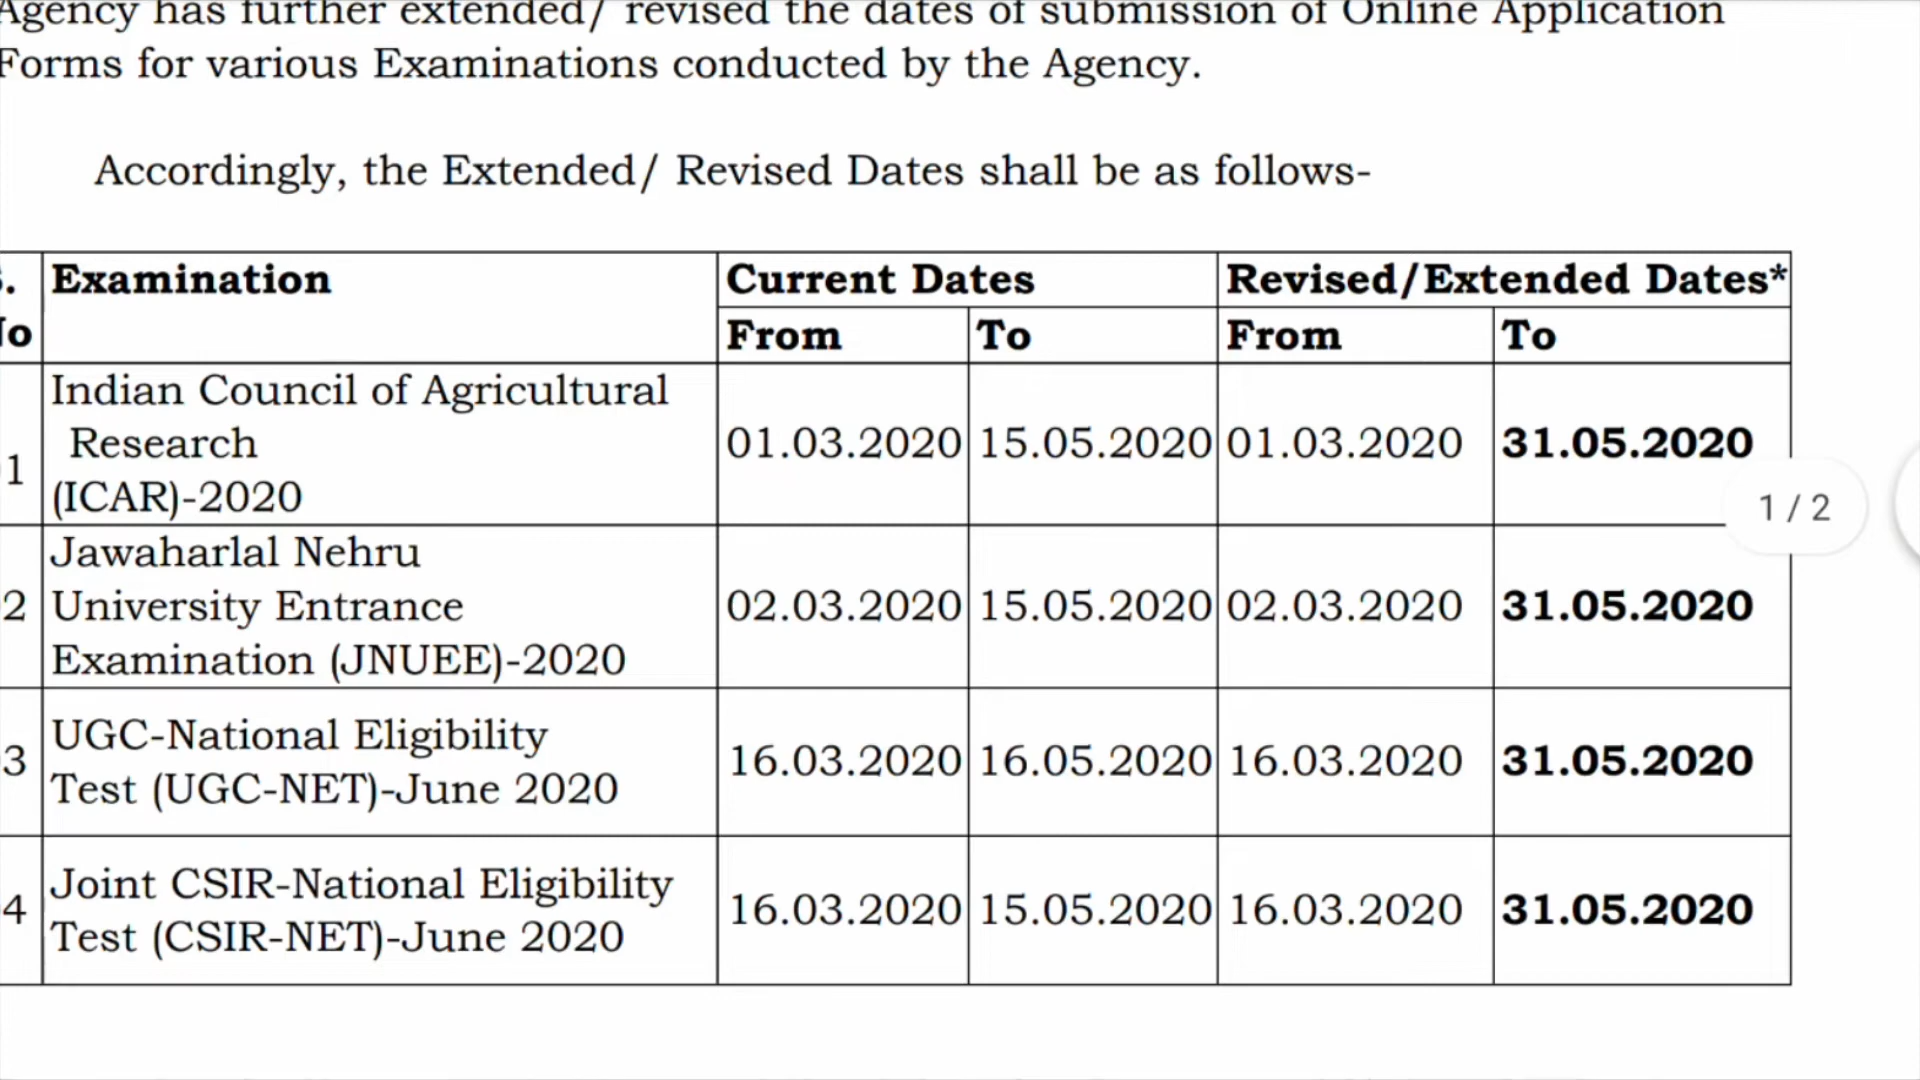 Agency has further extended/ revised the dates of submission of Online Application
Forms for various Examinations conducted by the Agency.
Accordingly, the Extended/ Revised Dates shall be as follows-
Examination Current Dates Revised/Extended Dates*
From To From To
Indian Council of Agricultural
Research
(ICAR)-2020
1 01.03.2020 15.05.2020 01.03.2020 31.05.2020
1 / 2
Jawaharlal Nehru
2 University Entrance 02.03.2020 15.05.2020 02.03.2020 31.05.2020
Examination (JNUEE)-2020
UGC-National Eligibility
3 16.03.2020 16.05.2020 16.03.2020 31.05.2020
Test (UGC-NET)-June 2020
Joint CSIR-National Eligibility
4 16.03.2020 15.05.2020 16.03.2020 31.05.2020
Test (CSIR-NET)-June 2020